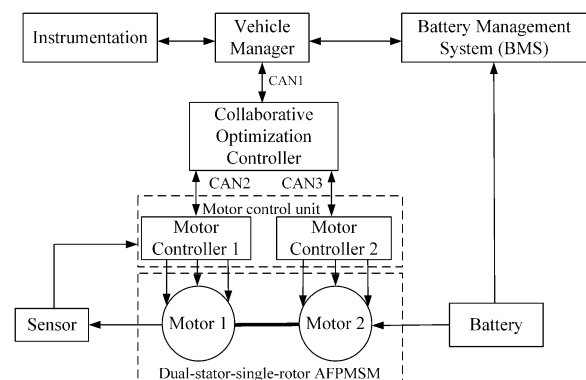 Instrumentation
Vehicle
Manager
Battery Management
System (BMS)
CAN1
Collaborative
Optimization
Controller
CAN2
CAN3
Motor control unit
Motor
Controller 1
Motor
Controller 2
Sensor
Motor 1
Motor 2
Battery
Dual-stator-single-rotor AFPMSM